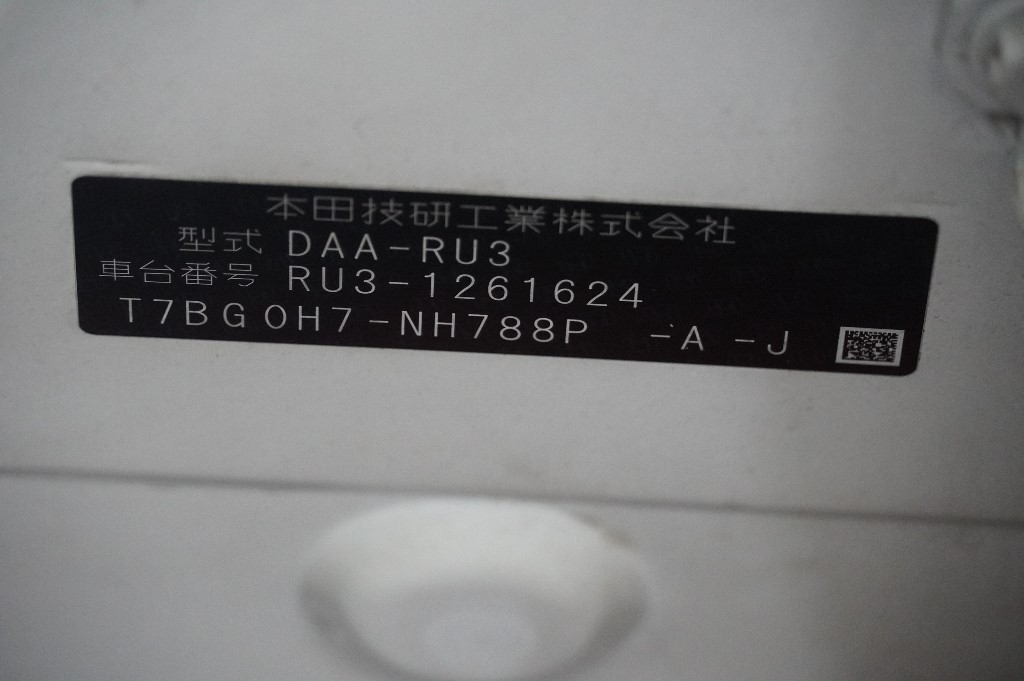 本田技研工業株式会社
型式 DAA-RU3
車台番号 RU3-1261624
T7BG0H7-NH788P -A -J